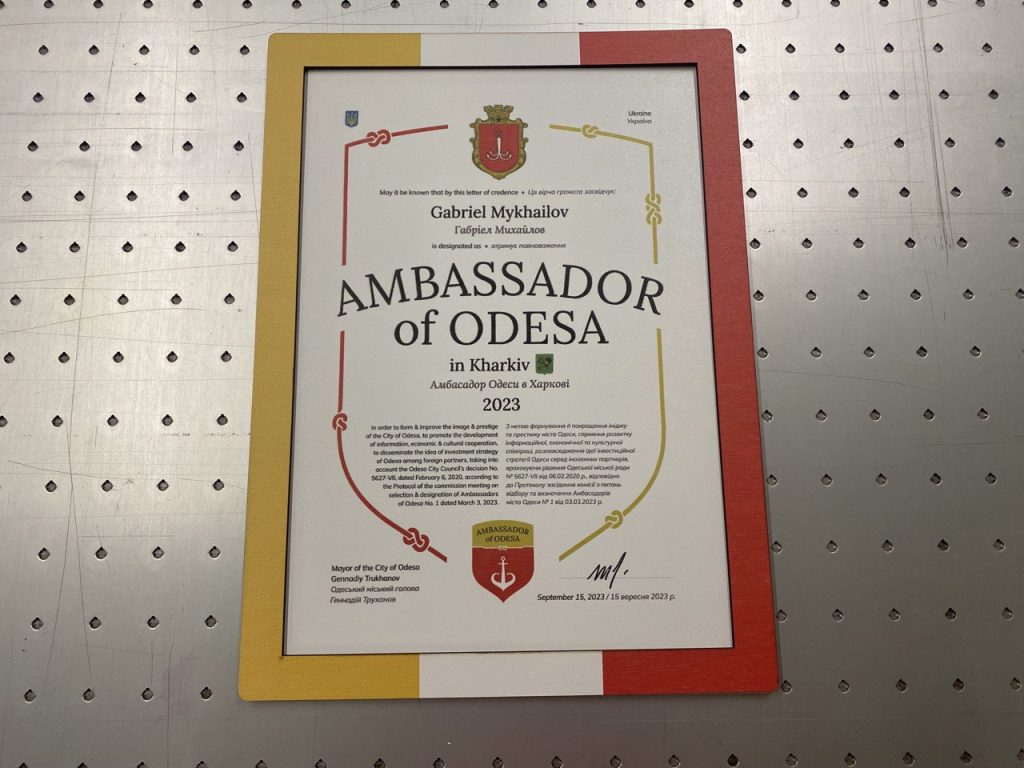 Ukraine
Україна
May it be known that by this letter of credence • Ця вірча грамота засвідчує:
Gabriel Mykhailov
Габрієл Михайлов
is designated as • отримує повноваження
AMBASSADOR
of ODESA
in Kharkiv
Амбасадор Одеси в Харкові
2023
In order to form & improve the image & prestige
of the City of Odesa, to promote the development
of information, economic & cultural cooperation,
to disseminate the idea of investment strategy
of Odesa among foreign partners, taking into
account the Odesa City Council's decision No.
5627-VII, dated February 6, 2020, according to
the Protocol of the commission meeting on
selection & designation of Ambassadors
of Odesa No. 1 dated March 3, 2023.
З метою формування й покращення іміджу
та престижу міста Одеси, сприяння розвитку
інформаційної, економічної та культурної
співпраці, розповсюдження ідеї інвестиційної
стратегії Одеси серед іноземних партнерів,
враховуючи рішення Одеської міської ради
№ 5627-VII від 06.02.2020 р., відповідно
до Протоколу засідання комісії з питань
відбору та визначення Амбасадорів
міста Одеси № 1 від 03.03.2023 р.
AMBASSADOR
of ODESA
Mayor of the City of Odesa
Gennadiy Trukhanov
Одеський міський голова
Геннадій Труханов
September 15, 2023 / 15 вересня 2023 р.